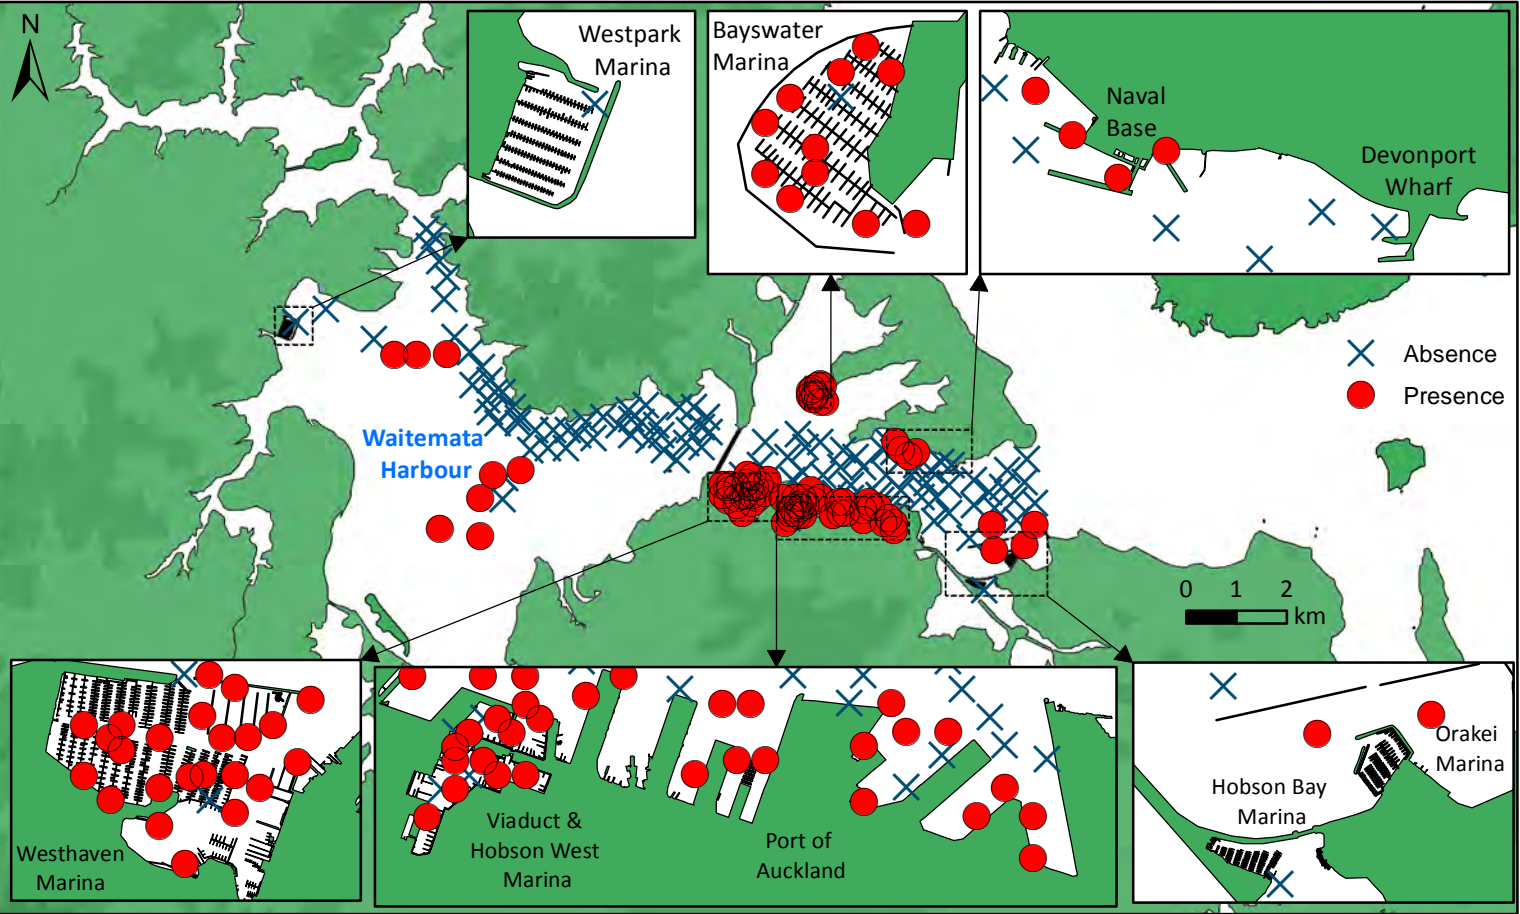 N
Westpark
Marina
Bayswater
Marina
Naval
Base
Devonport
Wharf
Absence
Presence
Waitemata
Harbour
0 1 2
km
Westhaven
Marina
Viaduct &
Hobson West
Marina
Port of
Auckland
Hobson Bay
Marina
Orakei
Marina